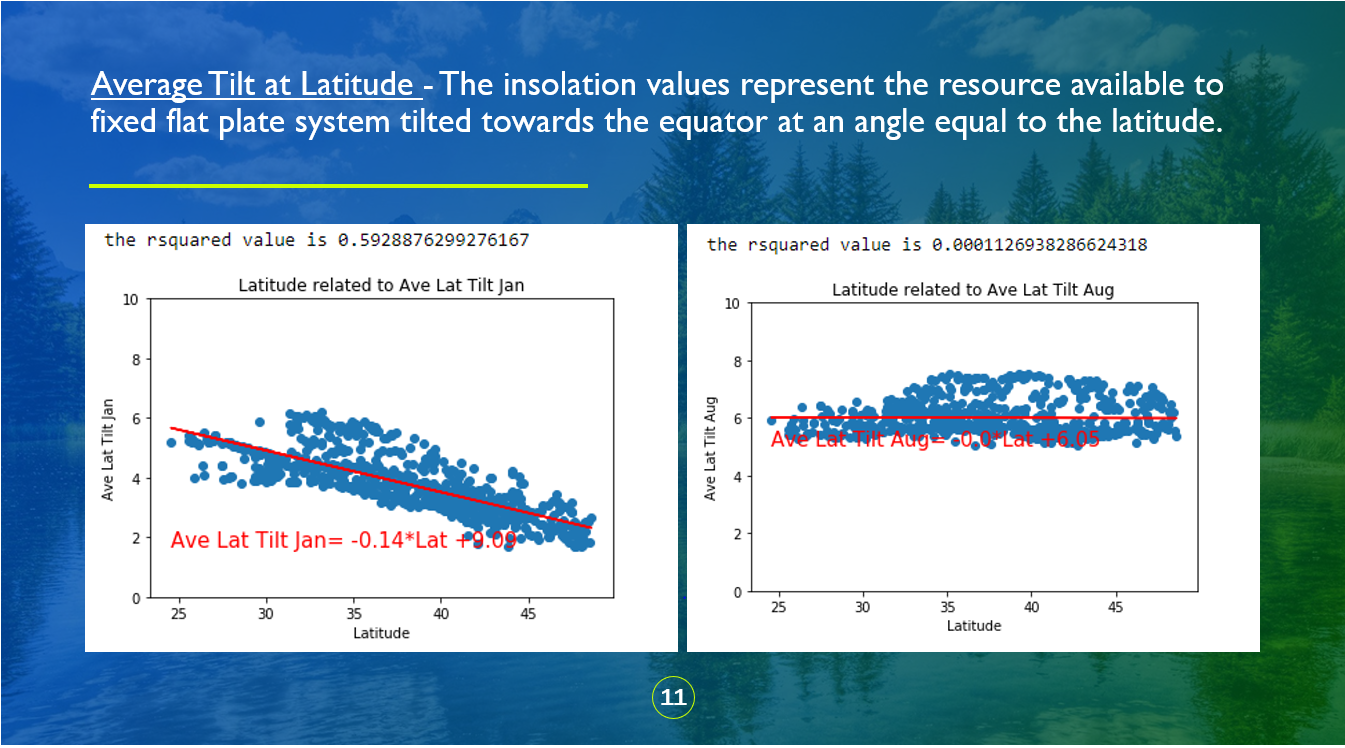 Average Tilt at Latitude - The insolation values represent the resource available to
fixed flat plate system tilted towards the equator at an angle equal to the latitude.
the rsquared value is 0.5928876299276167
Latitude related to Ave Lat Tilt Jan
10
8
6
4
2
0
Ave Lat Tilt Jan
Ave Lat Tilt Jan= -0.14*Lat +9.09
25 30 35 40 45
Latitude
the rsquared value is 0.0001126938286624318
Latitude related to Ave Lat Tilt Aug
10
8
6
4
2
0
Ave Lat Tilt Aug
Ave Lat Tilt Aug= -0.0*Lat +6.05
25 30 35 40 45
Latitude
11